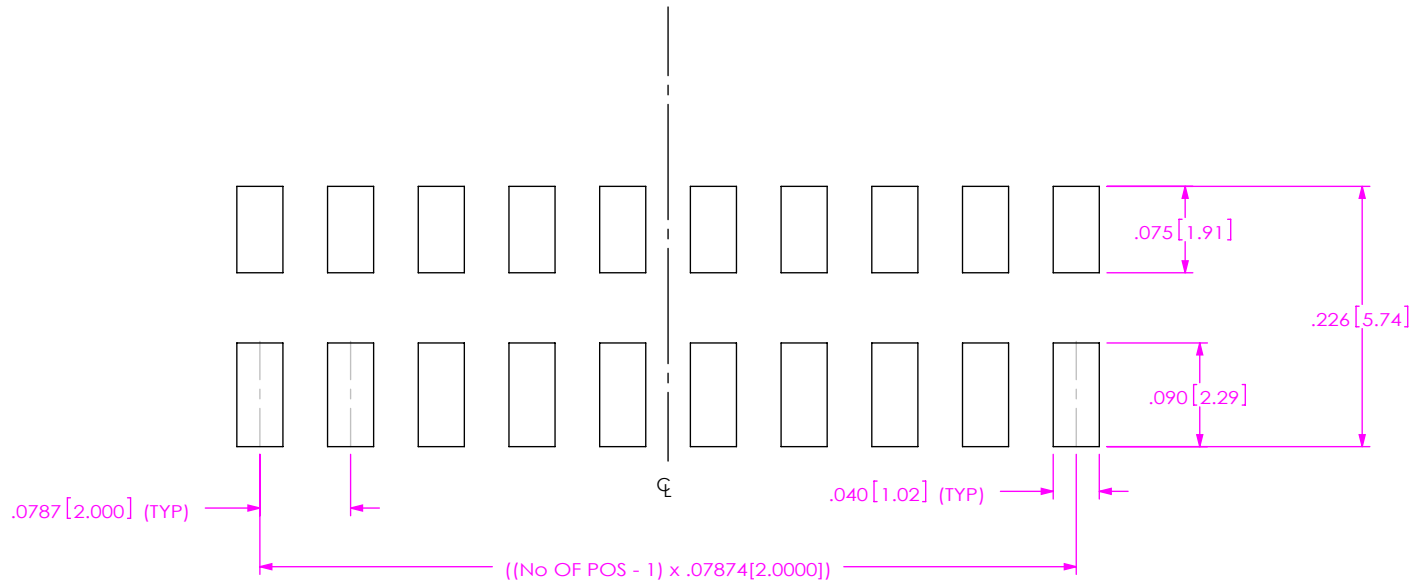 .075[1.91]
.226[5.74]
.090[2.29]
℄
.040[1.02] (TYP)
.0787[2.000] (TYP)
((No OF POS - 1) x .07874[2.0000])